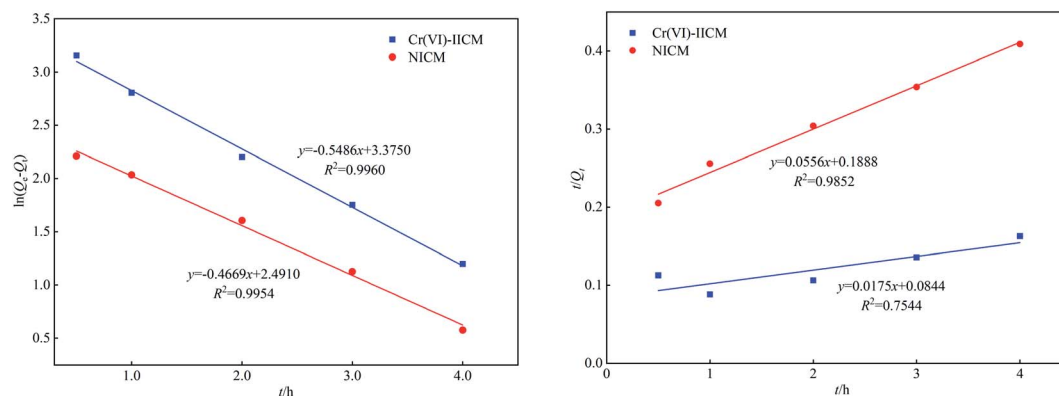 3.5
3.0
2.5
2.0
1.5
1.0
0.5
ln(Qe-Qt)
Cr(VI)-IICM
NICM
y=-0.5486x+3.3750
R²=0.9960
y=-0.4669x+2.4910
R²=0.9954
1.0 2.0 3.0 4.0
t/h
0.4
0.3
0.2
0.1
0.0
t/Qt
Cr(VI)-IICM
NICM
y=0.0556x+0.1888
R²=0.9852
y=0.0175x+0.0844
R²=0.7544
0 1 2 3 4
t/h